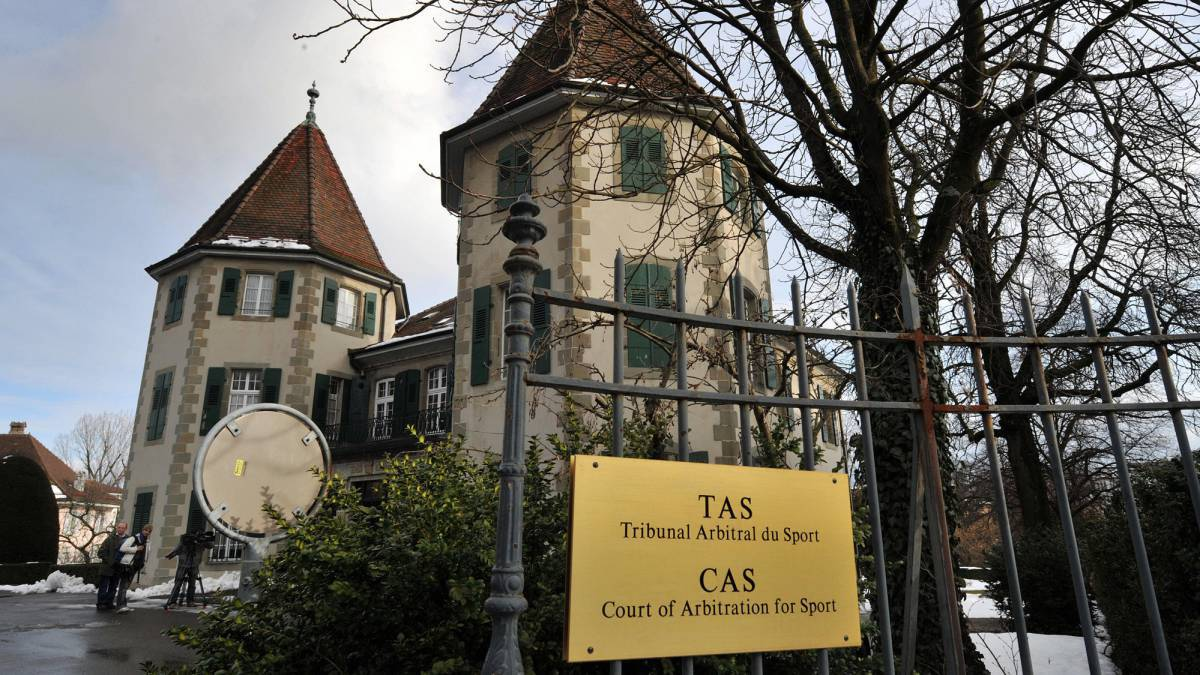 TAS
Tribunal Arbitral du Sport
CAS
Court of Arbitration for Sport